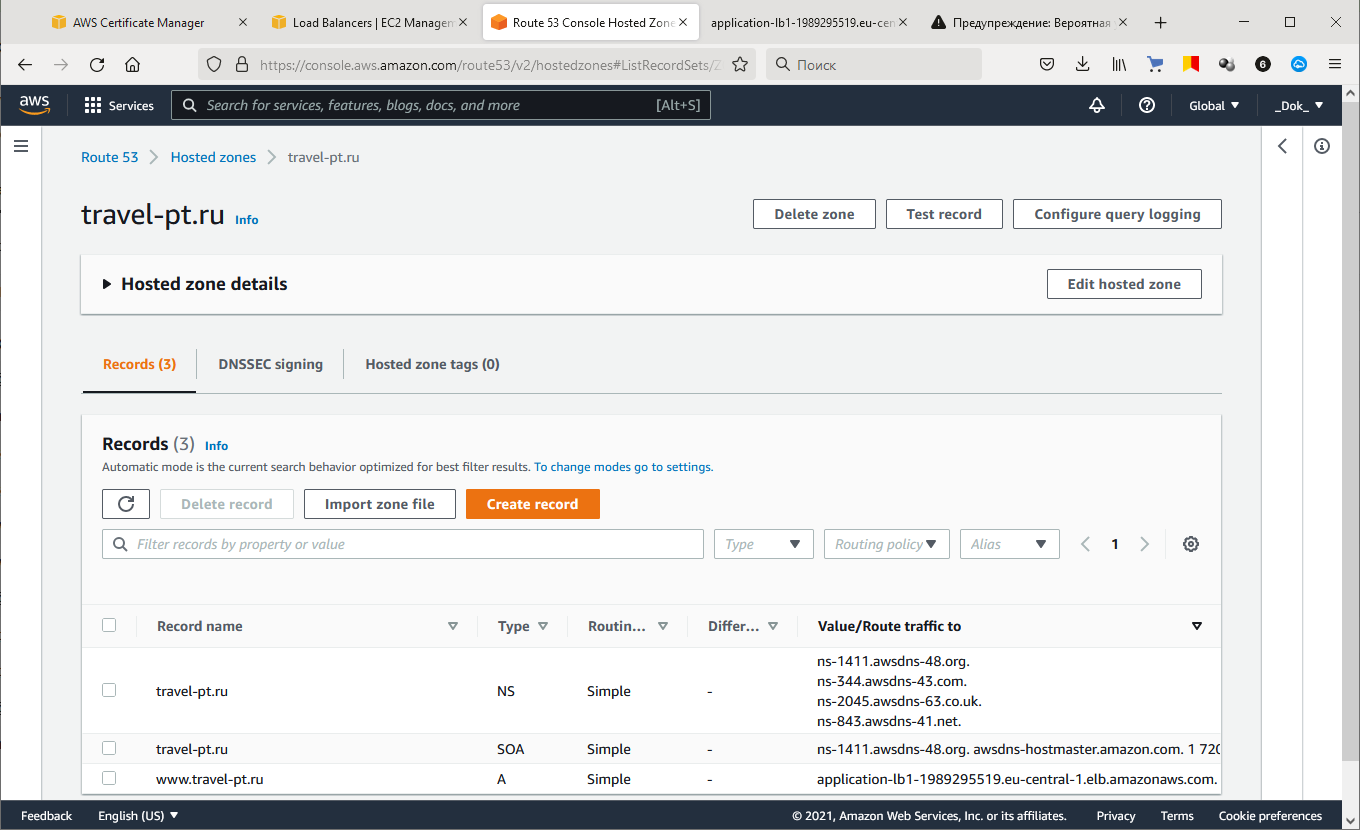 AWS Certificate Manager
Load Balancers | EC2 Managem
Route 53 Console Hosted Zone
application-lb1-1989295519.eu-cen
Предупреждение: Вероятная
https://console.aws.amazon.com/route53/v2/hostedzones#ListRecordSets/Z
Поиск
6
aws
Services
Search for services, features, blogs, docs, and more
[Alt+S]
Global
_Dok_
Route 53
Hosted zones
travel-pt.ru
travel-pt.ru
Info
Delete zone
Test record
Configure query logging
Hosted zone details
Edit hosted zone
Records (3)
DNSSEC signing
Hosted zone tags (0)
Records (3)
Info
Automatic mode is the current search behavior optimized for best filter results. To change modes go to settings.
Delete record
Import zone file
Create record
Filter records by property or value
Type
Routing policy
Alias
1
Record name
Type
Routin...
Differ...
Value/Route traffic to
travel-pt.ru
NS
Simple
-
ns-1411.awsdns-48.org.
ns-344.awsdns-43.com.
ns-2045.awsdns-63.co.uk.
ns-843.awsdns-41.net.
travel-pt.ru
SOA
Simple
-
ns-1411.awsdns-48.org. awsdns-hostmaster.amazon.com. 1 720
www.travel-pt.ru
A
Simple
-
application-lb1-1989295519.eu-central-1.elb.amazonaws.com.
Feedback
English (US)
© 2021, Amazon Web Services, Inc. or its affiliates.
Privacy
Terms
Cookie preferences